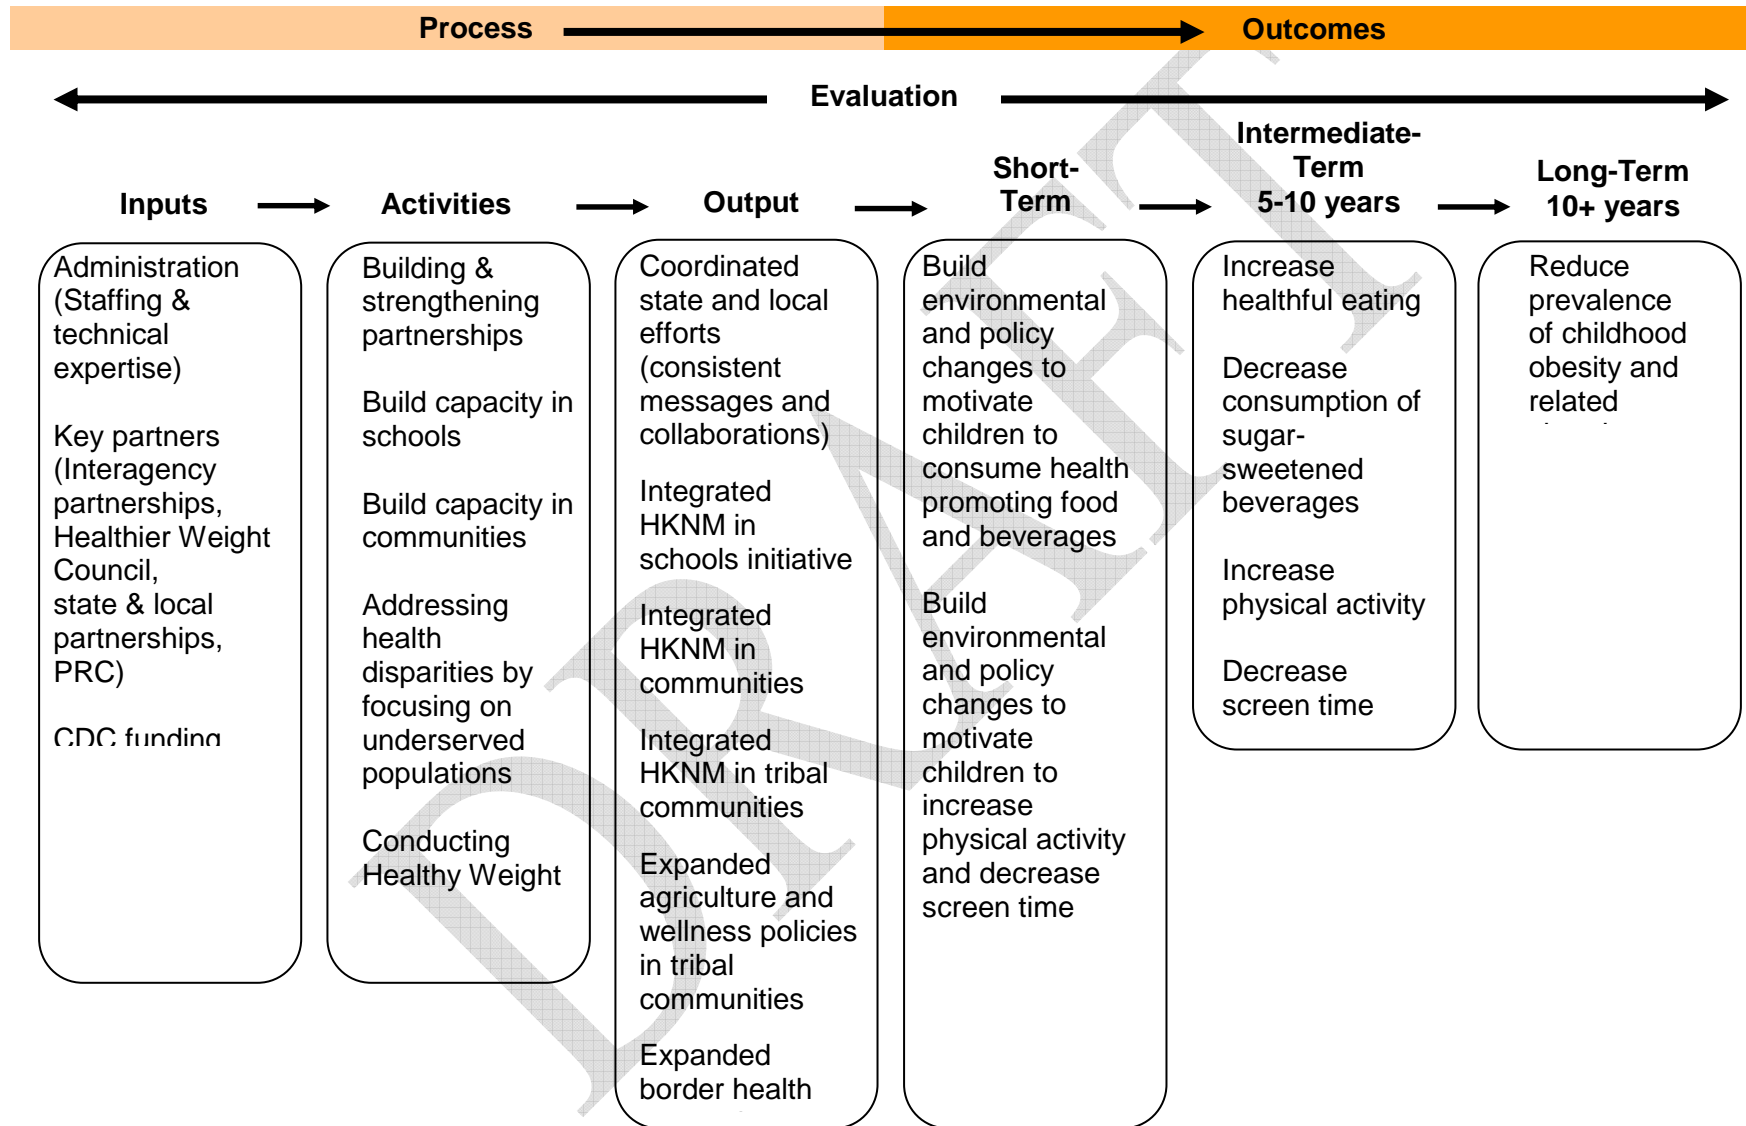 Process
Outcomes
Evaluation
Inputs
Activities
Output
Short-
Term
Intermediate-
Term
5-10 years
Long-Term
10+ years
Administration
(Staffing &
technical
expertise)
Key partners
(Interagency
partnerships,
Healthier Weight
Council,
state & local
partnerships,
PRC)
CDC funding
Building &
strengthening
partnerships
Build capacity in
schools
Build capacity in
communities
Addressing
health
disparities by
focusing on
underserved
populations
Conducting
Healthy Weight
Coordinated
state and local
efforts
(consistent
messages and
collaborations)
Integrated
HKNM in
schools initiative
Integrated
HKNM in
communities
Integrated
HKNM in tribal
communities
Expanded
agriculture and
wellness policies
in tribal
communities
Expanded
border health
Build
environmental
and policy
changes to
motivate
children to
consume health
promoting food
and beverages
Build
environmental
and policy
changes to
motivate
children to
increase
physical activity
and decrease
screen time
Increase
healthful eating
Decrease
consumption of
sugar-
sweetened
beverages
Increase
physical activity
Decrease
screen time
Reduce
prevalence
of childhood
obesity and
related
DRAFT